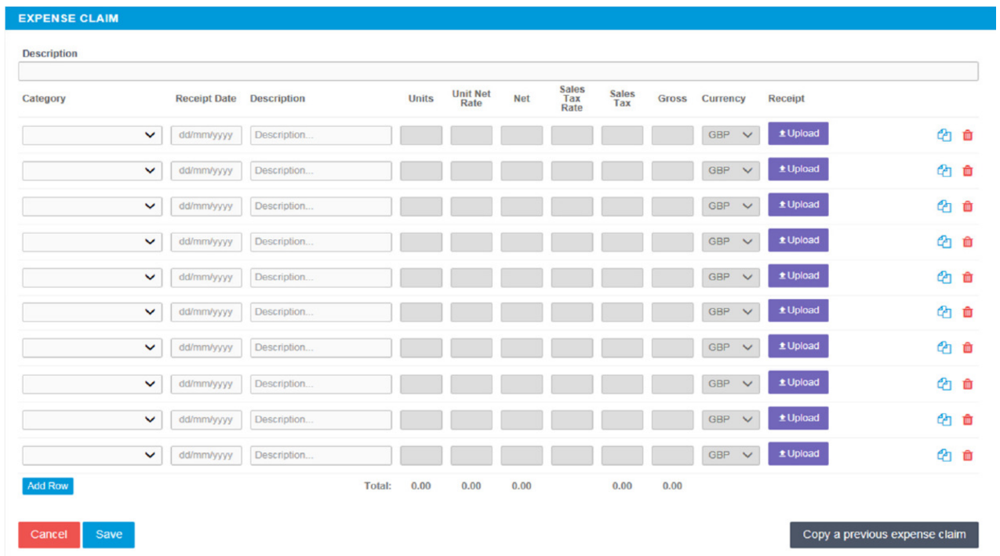 EXPENSE CLAIM
Description
Category Receipt Date Description Units Unit Net Rate Net Sales Tax Rate Sales Tax Gross Currency Receipt
dd/mm/yyyy Description... GBP Upload
dd/mm/yyyy Description... GBP Upload
dd/mm/yyyy Description... GBP Upload
dd/mm/yyyy Description... GBP Upload
dd/mm/yyyy Description... GBP Upload
dd/mm/yyyy Description... GBP Upload
dd/mm/yyyy Description... GBP Upload
dd/mm/yyyy Description... GBP Upload
dd/mm/yyyy Description... GBP Upload
dd/mm/yyyy Description... GBP Upload
Add Row Total: 0.00 0.00 0.00 0.00 0.00
Cancel Save Copy a previous expense claim